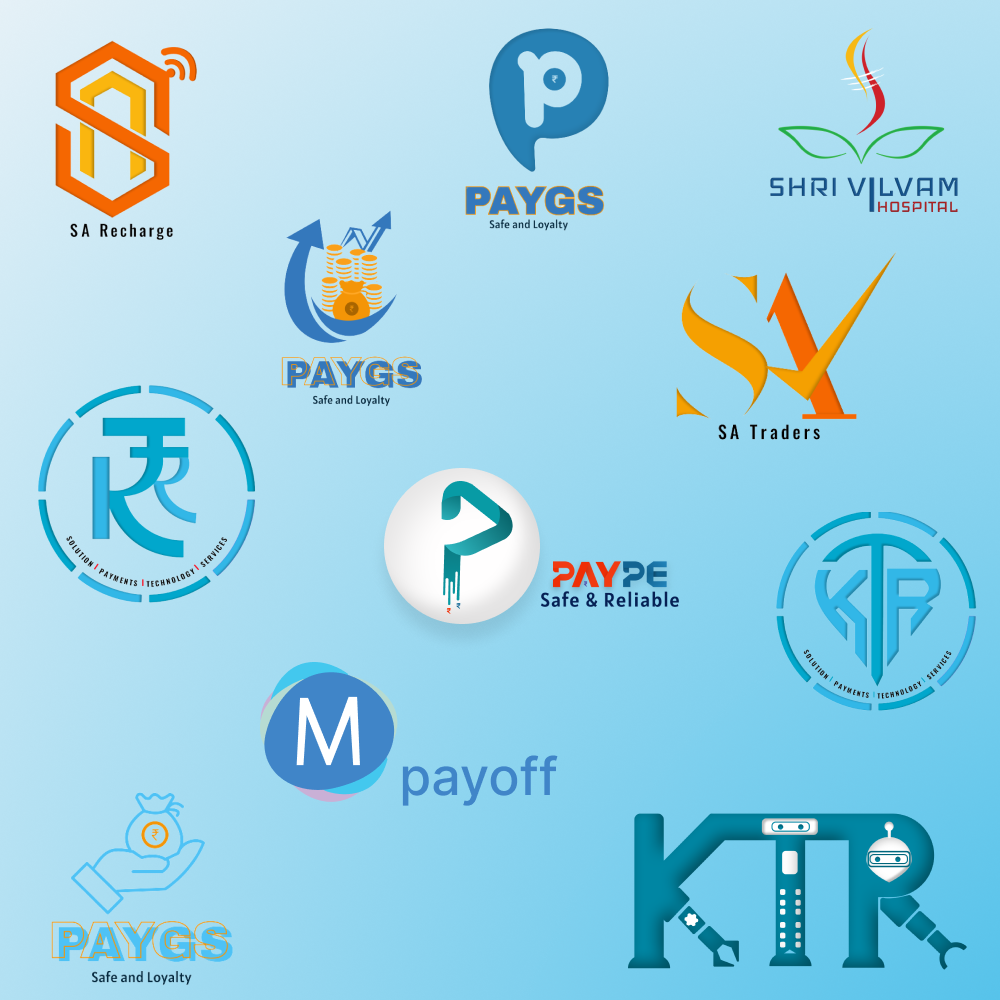 SA Recharge
P
₹
PAYGS
Safe and Loyalty
SHRI VILVAM
HOSPITAL
₹
PAYGS
Safe and Loyalty
SA
SA Traders
SOLUTION | PAYMENTS | TECHNOLOGY | SERVICES
P
PAYPE
Safe & Reliable
KTR
SOLUTION | PAYMENTS | TECHNOLOGY | SERVICES
M
payoff
₹
PAYGS
Safe and Loyalty
KTR